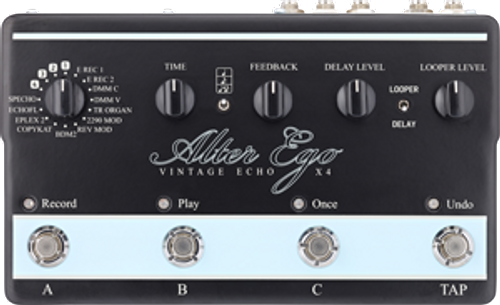 TIME
FEEDBACK
DELAY LEVEL
LOOPER LEVEL
4 3 2 1
E REC 1
E REC 2
DMM C
DMM V
TR ORGAN
2290 MOD
REV MOD
BDM2
COPYKAT
EPLEX 2
ECHOFL
SPECHO
LOOPER
DELAY
Alter Ego
VINTAGE ECHO X4
Record
Play
Once
Undo
A
B
C
TAP